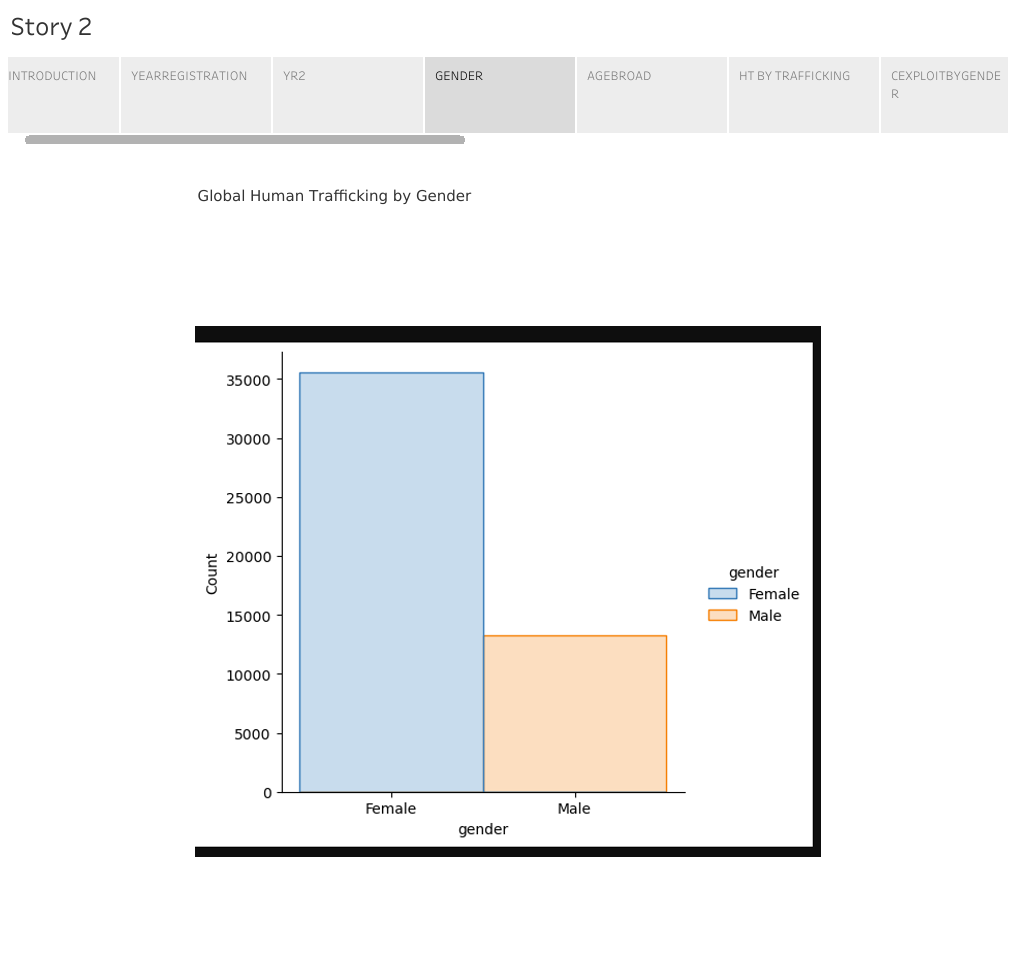 Story 2
INTRODUCTION
YEARREGISTRATION
YR2
GENDER
AGEBROAD
HT BY TRAFFICKING
CEXPLOITBYGENDE
R
Global Human Trafficking by Gender
35000
30000
25000
20000
15000
10000
5000
0
Count
Female
Male
gender
gender
Female
Male